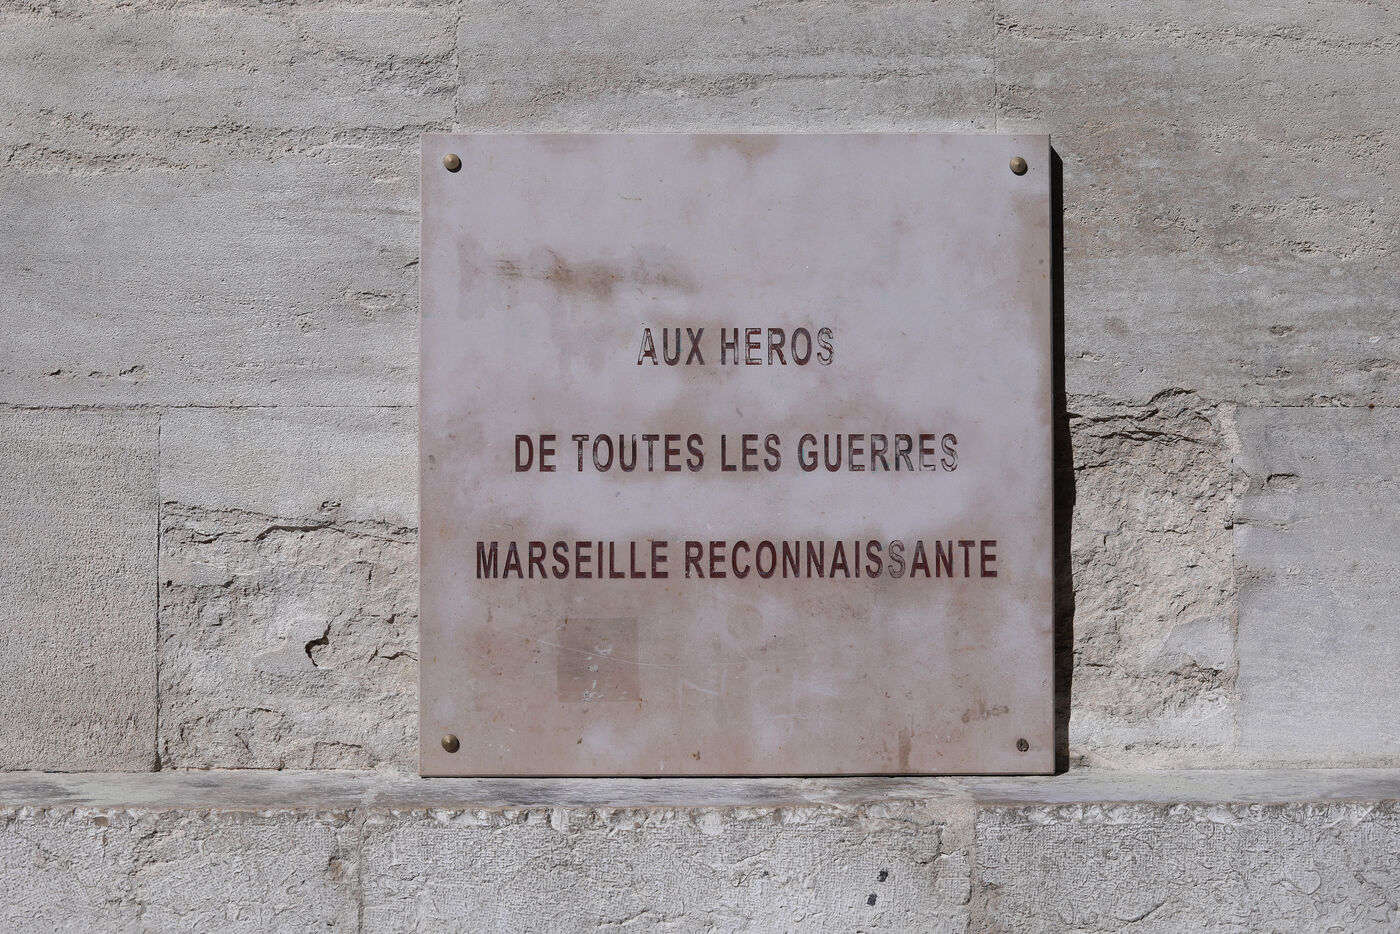 AUX HEROS
DE TOUTES LES GUERRES
MARSEILLE RECONNAISSANTE